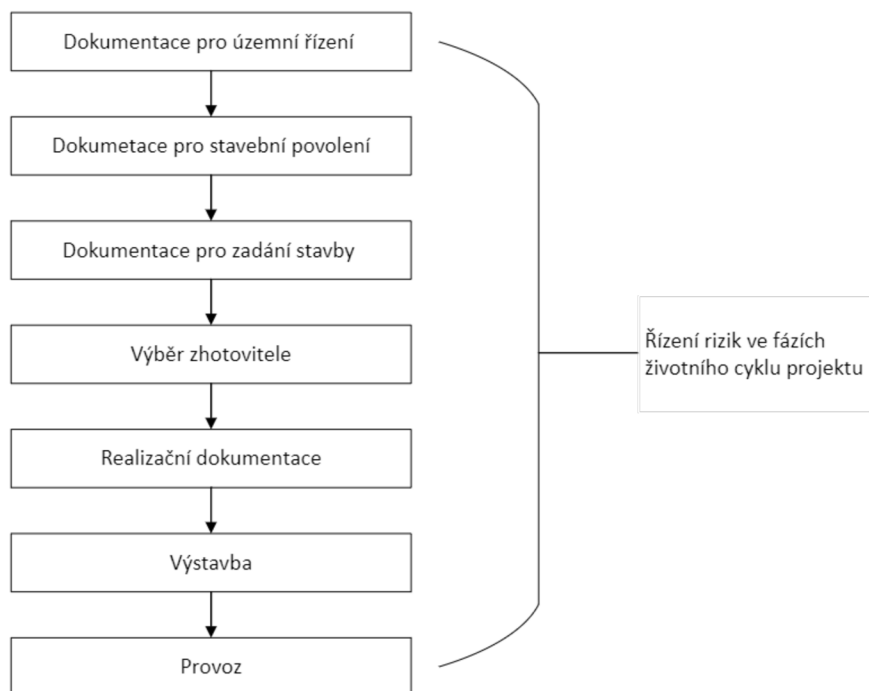 Dokumentace pro územní řízení
Dokumetace pro stavební povolení
Dokumentace pro zadání stavby
Výběr zhotovitele
Realizační dokumentace
Výstavba
Provoz
Řízení rizik ve fázích
životního cyklu projektu